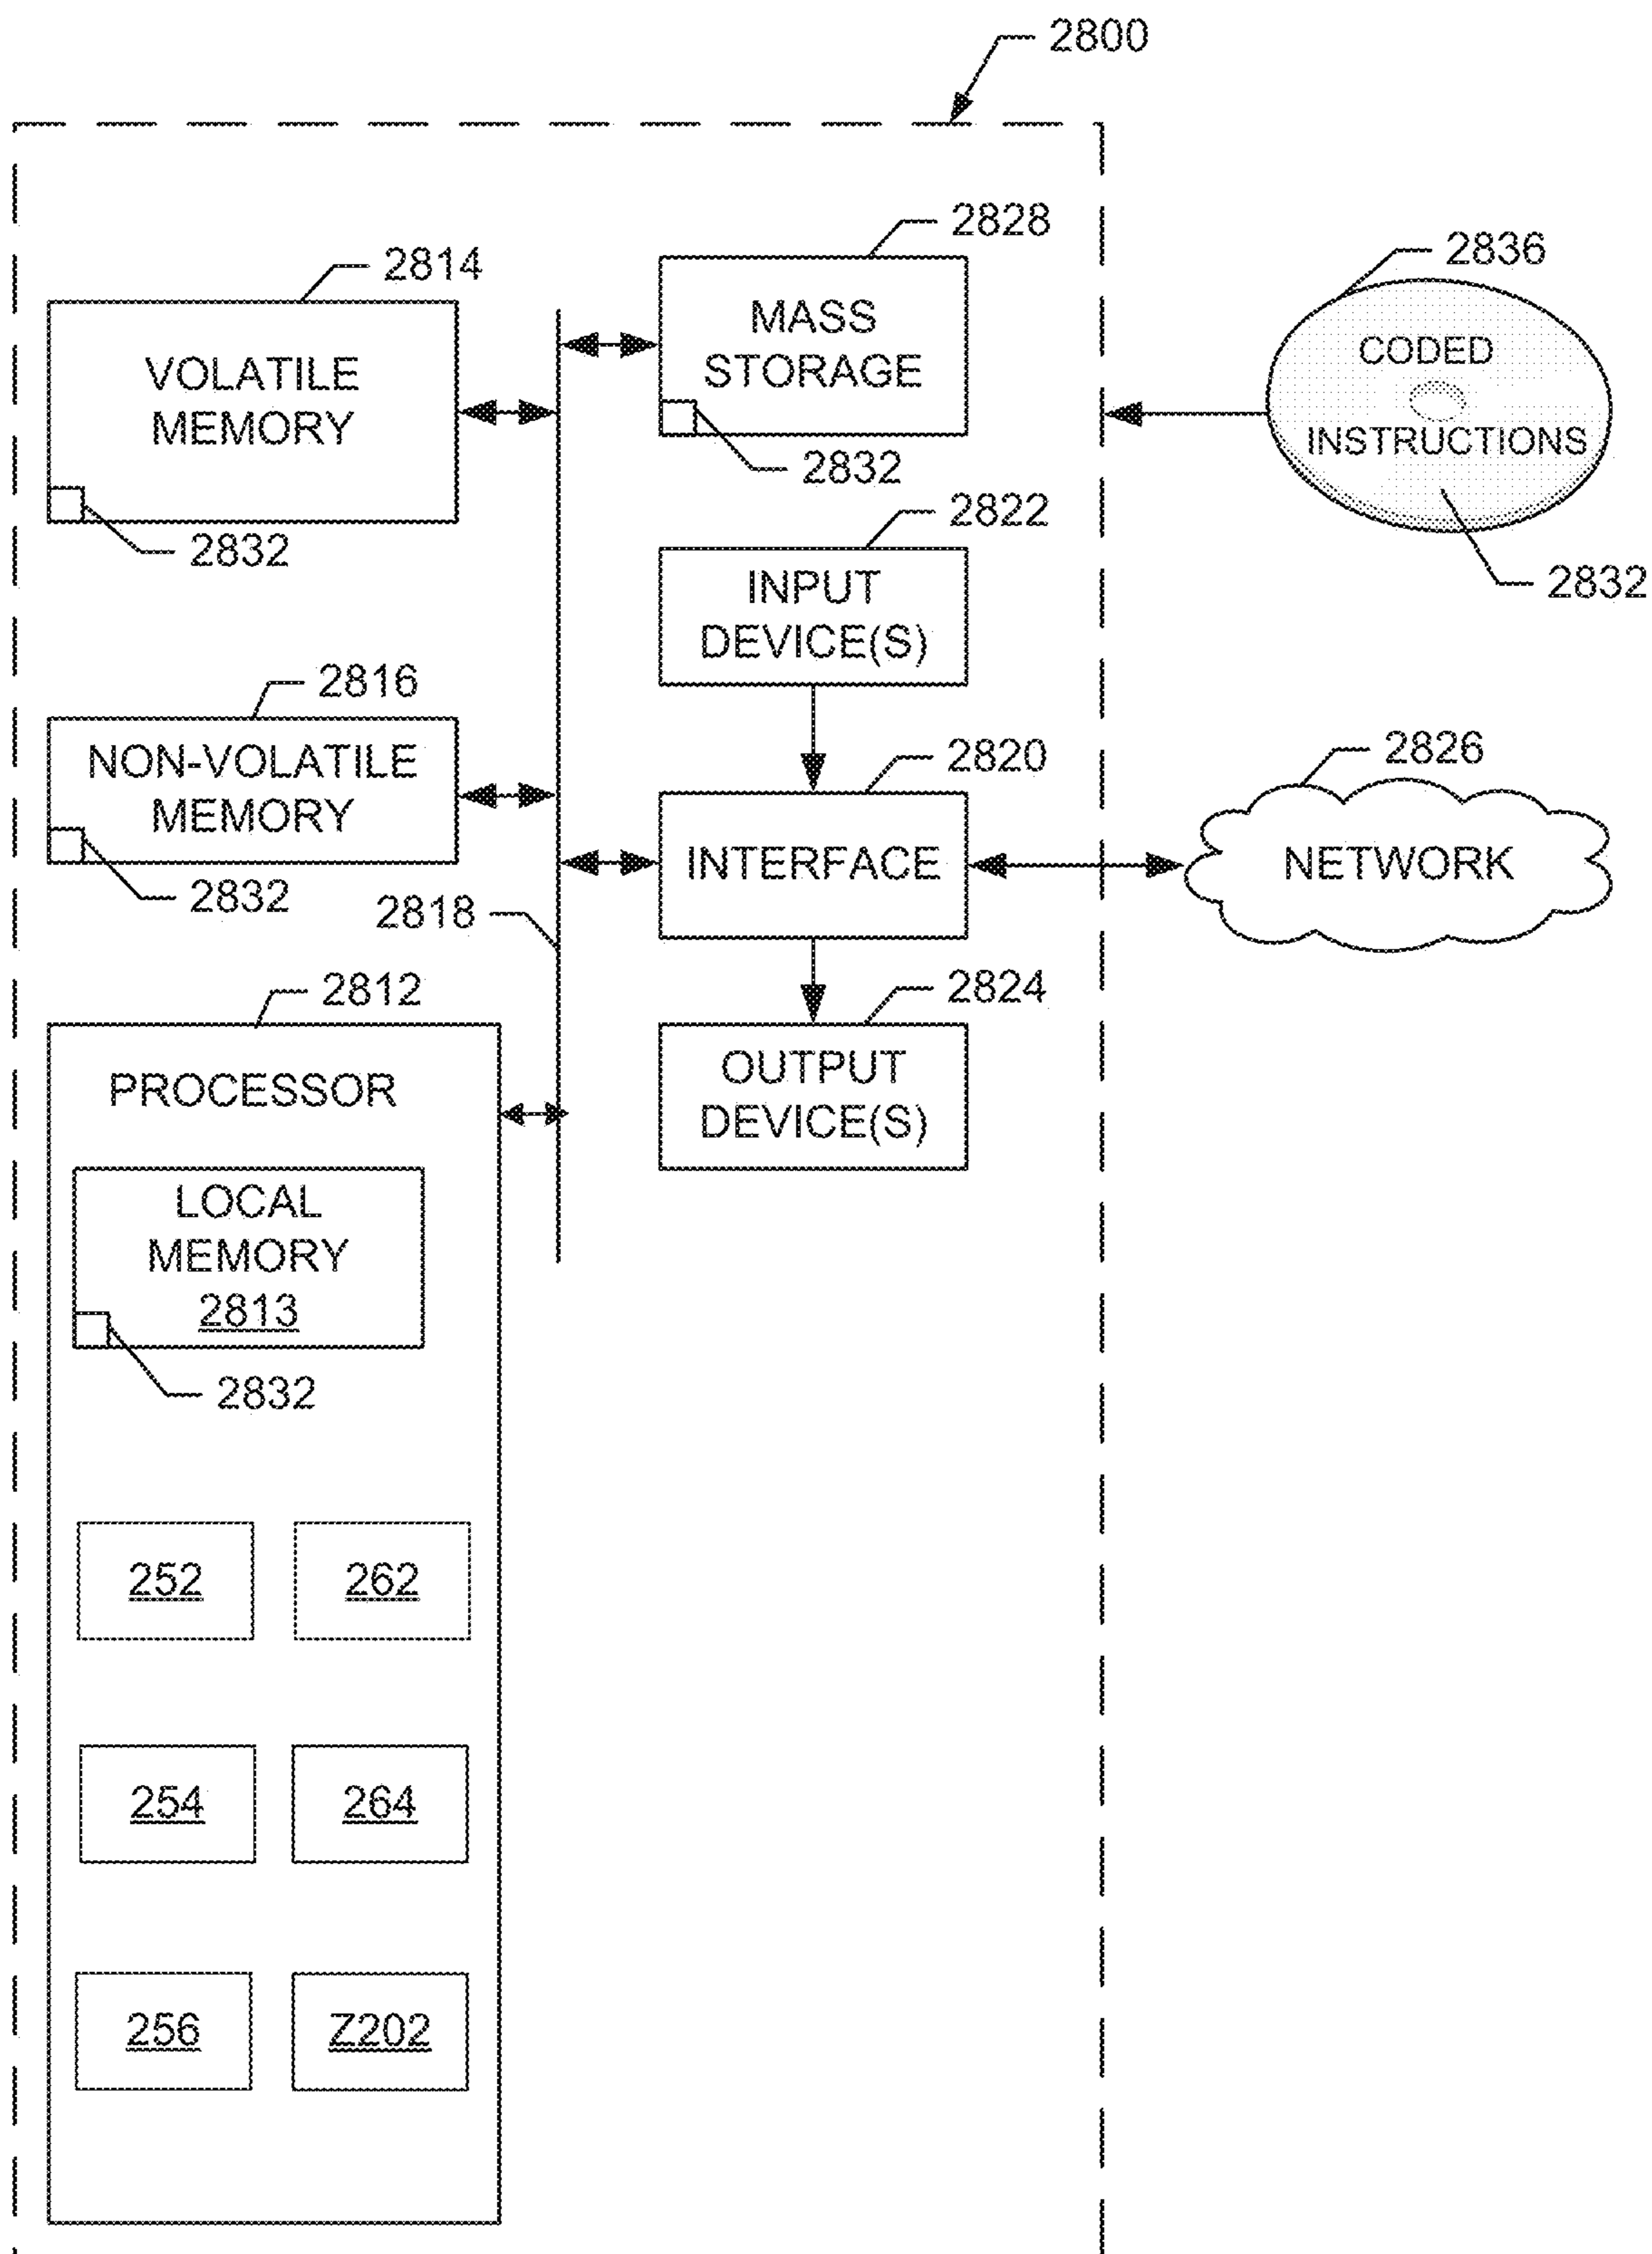 2800
2828
2836
2814
MASS
STORAGE
CODED
INSTRUCTIONS
VOLATILE
MEMORY
2832
2832
2832
2822
INPUT
DEVICE(S)
2816
NON-VOLATILE
MEMORY
2832
2818
2820
INTERFACE
2826
NETWORK
2812
PROCESSOR
2824
OUTPUT
DEVICE(S)
LOCAL
MEMORY
2813
2832
252
262
254
264
256
Z202